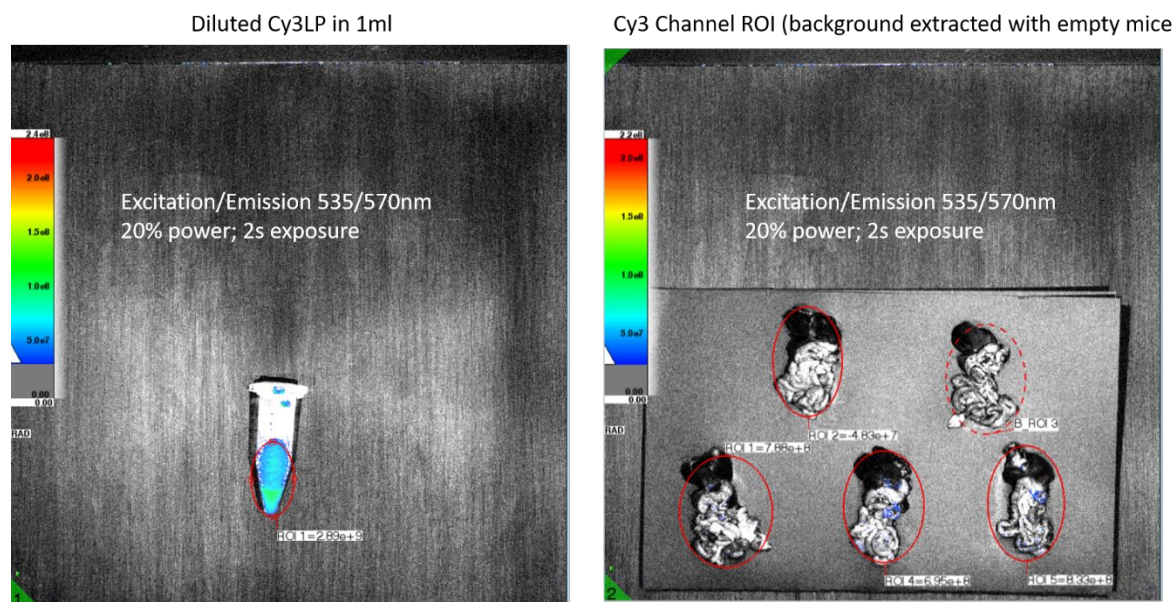 Diluted Cy3LP in 1ml
Cy3 Channel ROI (background extracted with empty mice
2.4e8
2.0e8
1.5e8
1.0e8
5.0e7
0.00
0.00
RAD
Excitation/Emission 535/570nm
20% power; 2s exposure
ROI 1=2.89e+9
1
2.2e8
2.0e8
1.5e8
1.0e8
5.0e7
0.00
0.00
RAD
Excitation/Emission 535/570nm
20% power; 2s exposure
B_ROI 3
ROI 2=-4.83e+7
ROI 1=7.88e+8
ROI 4=6.95e+8
ROI 5=8.33e+8
2